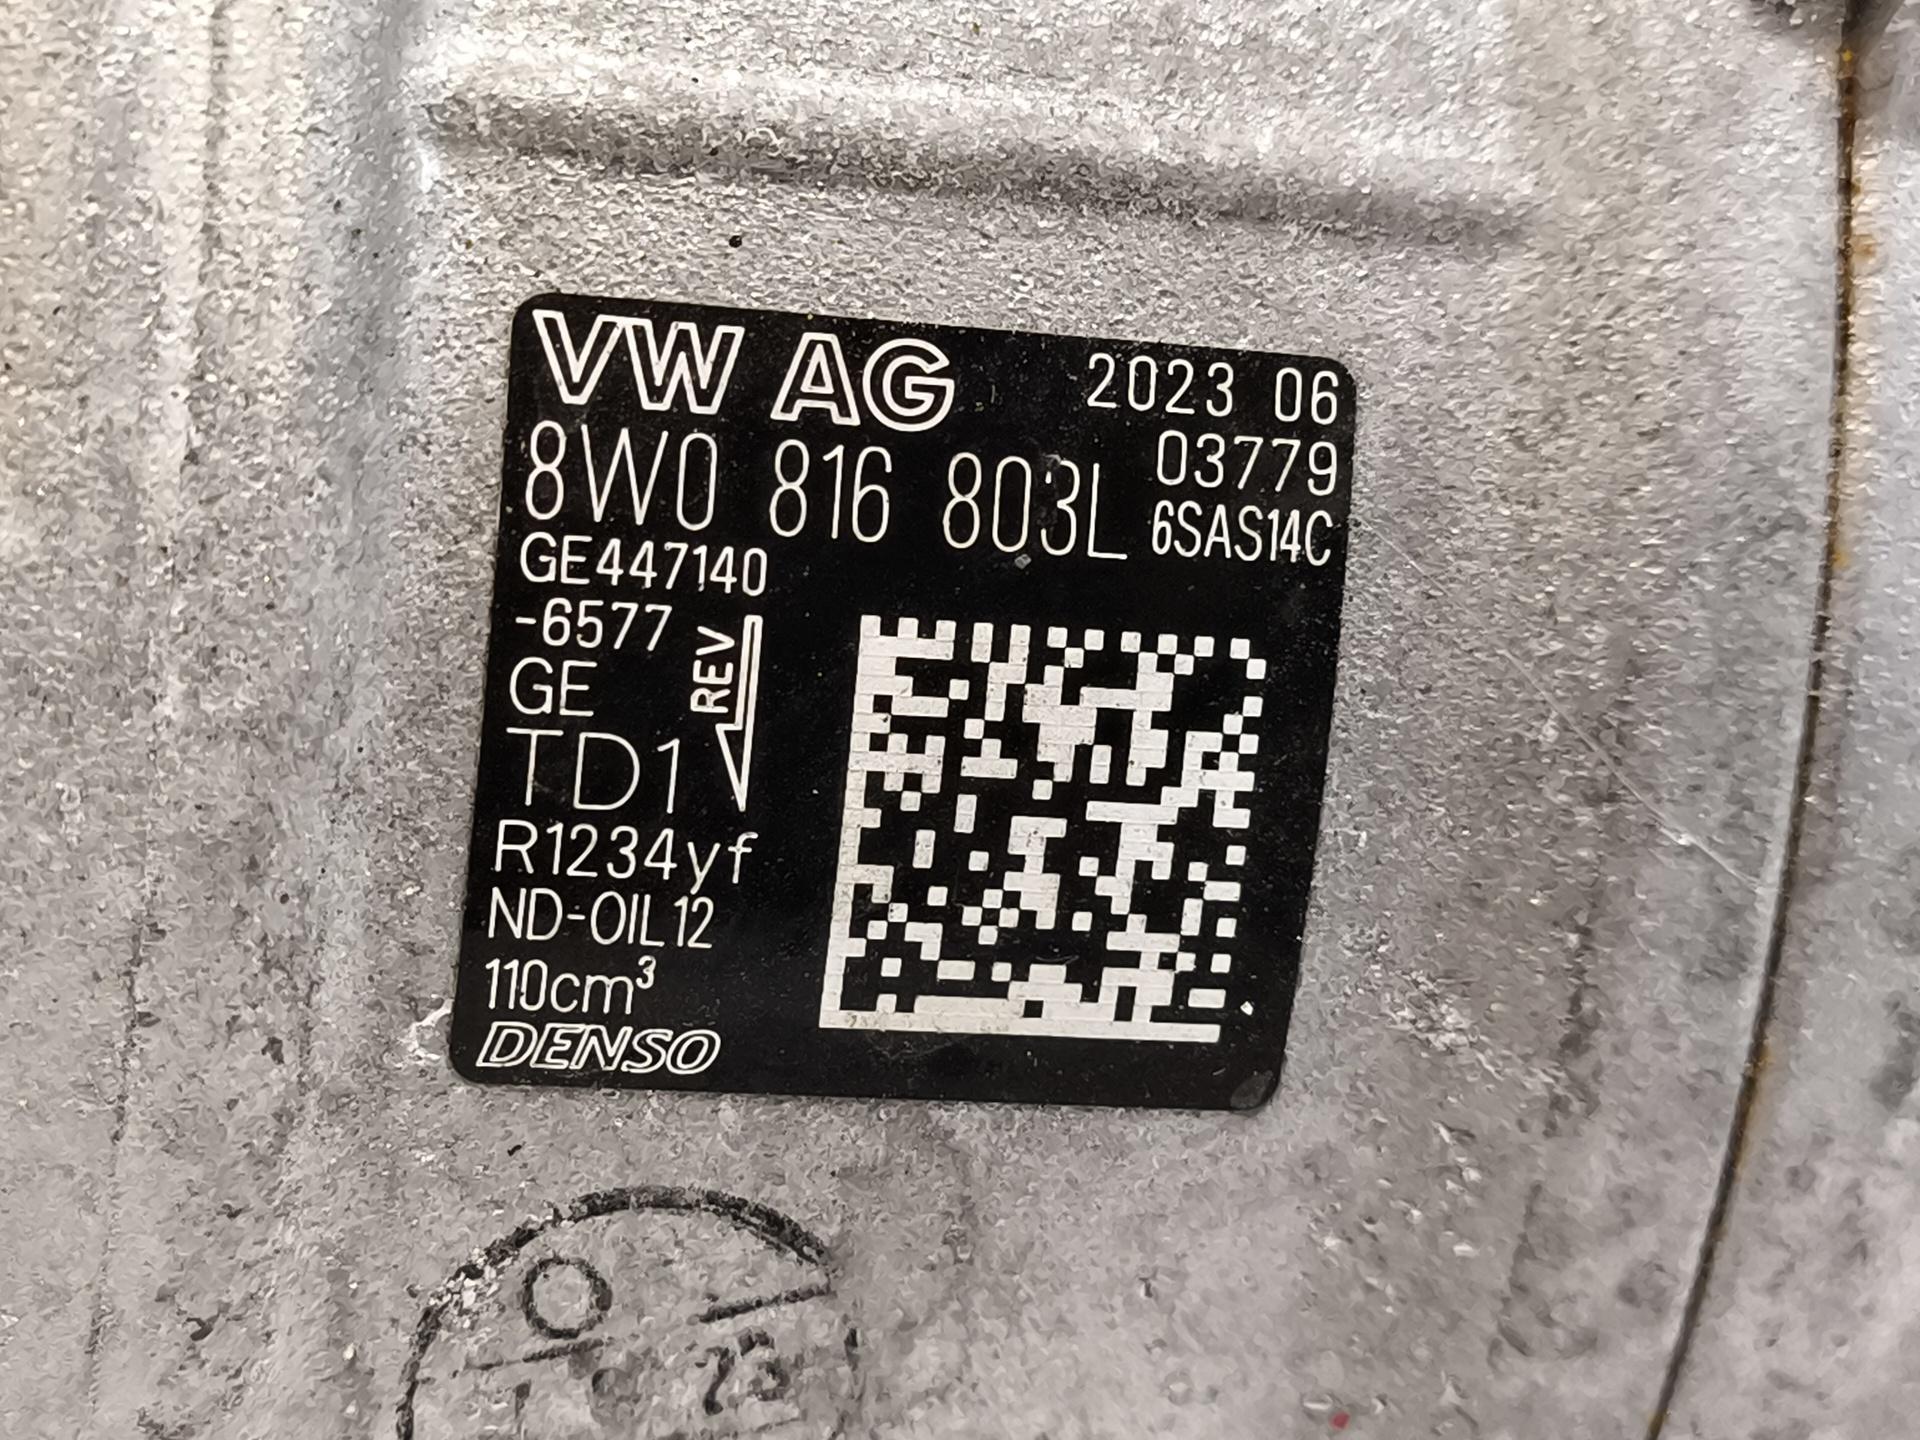 VW AG 2023 06
03779
8W0 816 803L 6SAS14C
GE447140
-6577
REV
GE
TD1
R1234yf
ND-OIL12
110cm³
DENSO
23